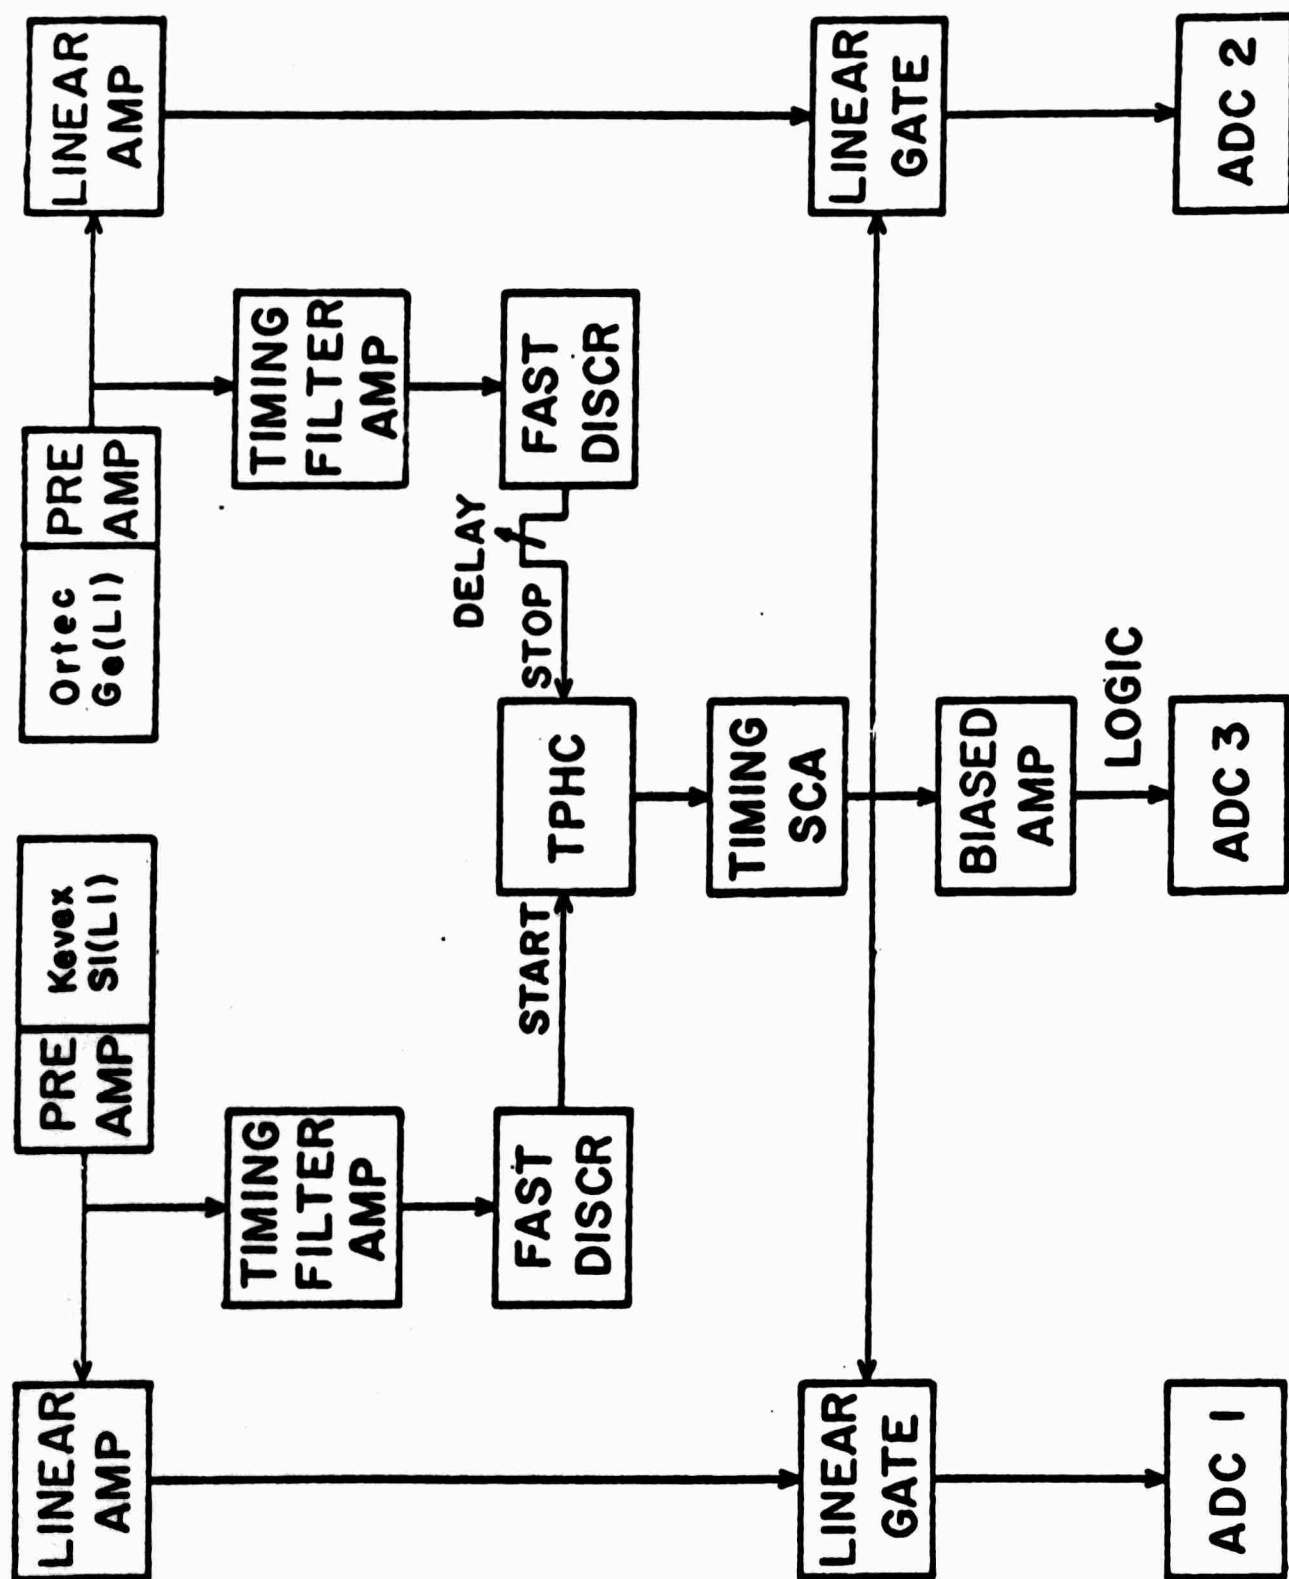 LINEAR
AMP
PRE
AMP
Kevex
SI(LI)
Ortec
Ge(LI)
PRE
AMP
LINEAR
AMP
TIMING
FILTER
AMP
TIMING
FILTER
AMP
FAST
DISCR
START
TPHC
STOP
DELAY
FAST
DISCR
TIMING
SCA
LINEAR
GATE
LINEAR
GATE
BIASED
AMP
LOGIC
ADC 1
ADC 3
ADC 2